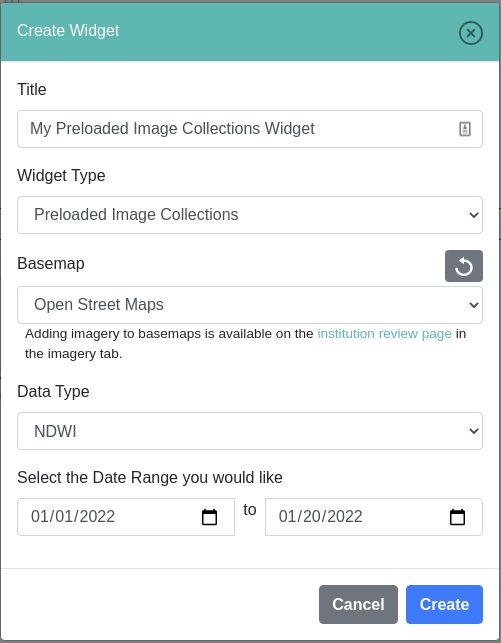 Create Widget
Title
My Preloaded Image Collections Widget
Widget Type
Preloaded Image Collections
Basemap
Open Street Maps
Adding imagery to basemaps is available on the institution review page in
the imagery tab.
Data Type
NDWI
Select the Date Range you would like
01/01/2022 to 01/20/2022
Cancel Create